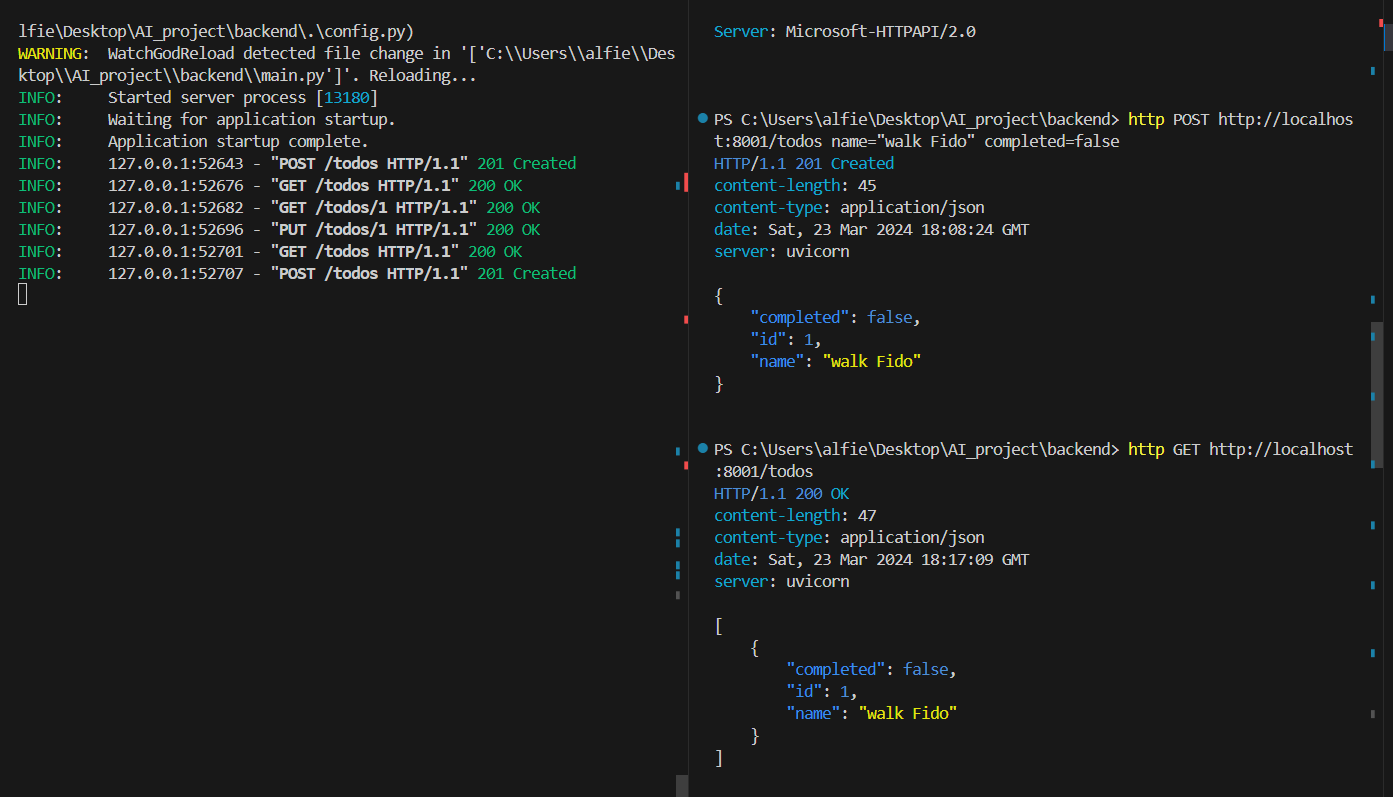 lfie\Desktop\AI_project\backend\.\config.py)
WARNING:  WatchGodReload detected file change in '['C:\\Users\\alfie\\Des
ktop\\AI_project\\backend\\main.py']'. Reloading...
INFO:     Started server process [13180]
INFO:     Waiting for application startup.
INFO:     Application startup complete.
INFO:     127.0.0.1:52643 - "POST /todos HTTP/1.1" 201 Created
INFO:     127.0.0.1:52676 - "GET /todos HTTP/1.1" 200 OK
INFO:     127.0.0.1:52682 - "GET /todos/1 HTTP/1.1" 200 OK
INFO:     127.0.0.1:52696 - "PUT /todos/1 HTTP/1.1" 200 OK
INFO:     127.0.0.1:52701 - "GET /todos HTTP/1.1" 200 OK
INFO:     127.0.0.1:52707 - "POST /todos HTTP/1.1" 201 Created
Server: Microsoft-HTTPAPI/2.0
PS C:\Users\alfie\Desktop\AI_project\backend> http POST http://localhos
t:8001/todos name="walk Fido" completed=false
HTTP/1.1 201 Created
content-length: 45
content-type: application/json
date: Sat, 23 Mar 2024 18:08:24 GMT
server: uvicorn
{
    "completed": false,
    "id": 1,
    "name": "walk Fido"
}
PS C:\Users\alfie\Desktop\AI_project\backend> http GET http://localhost
:8001/todos
HTTP/1.1 200 OK
content-length: 47
content-type: application/json
date: Sat, 23 Mar 2024 18:17:09 GMT
server: uvicorn
[
    {
        "completed": false,
        "id": 1,
        "name": "walk Fido"
    }
]